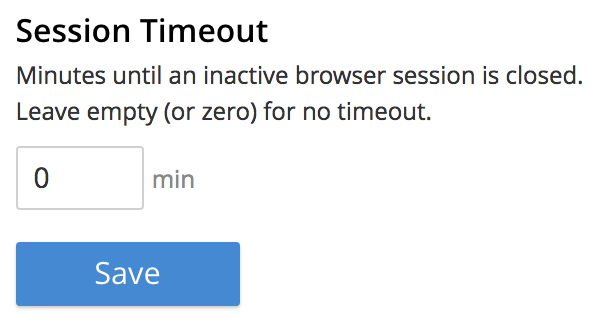 Session Timeout
Minutes until an inactive browser session is closed.
Leave empty (or zero) for no timeout.
0 min
Save